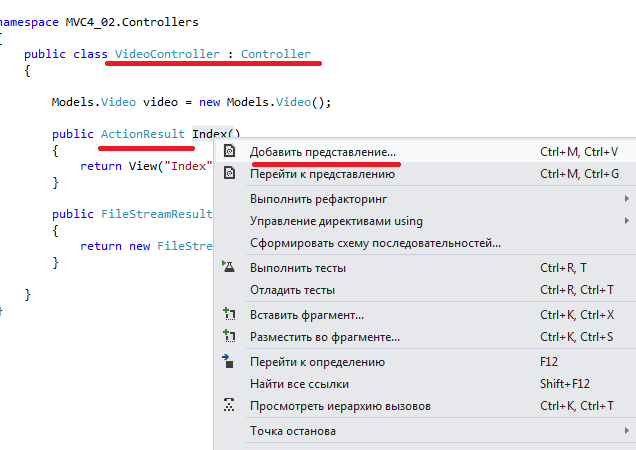 namespace MVC4_02.Controllers
{
public class VideoController : Controller
{
Models.Video video = new Models.Video();
public ActionResult Index()
{
return View("Index"
}
public FileStreamResult
{
return new FileStre
}
}
}
Добавить представление... Ctrl+M, Ctrl+V
Перейти к представлению Ctrl+M, Ctrl+G
Выполнить рефакторинг
Управление директивами using
Сформировать схему последовательностей...
Выполнить тесты Ctrl+R, T
Отладить тесты Ctrl+R, Ctrl+T
Вставить фрагмент... Ctrl+K, Ctrl+X
Разместить во фрагменте... Ctrl+K, Ctrl+S
Перейти к определению F12
Найти все ссылки Shift+F12
Просмотреть иерархию вызовов Ctrl+K, Ctrl+T
Точка останова